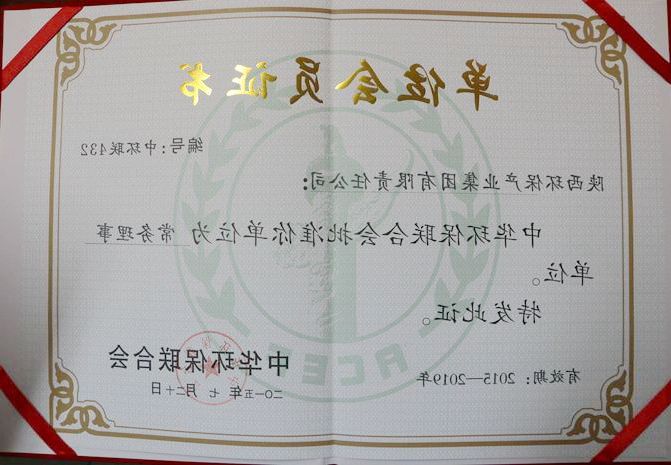 单位会员证书
编号：中环联432
陕西环保产业集团有限责任公司：
中华环保联合会批准你单位为 常务理事
单位。
特发此证。
ACEF
有效期：2015—2019年
中华环保联合会
二〇一五年 七 月二十日